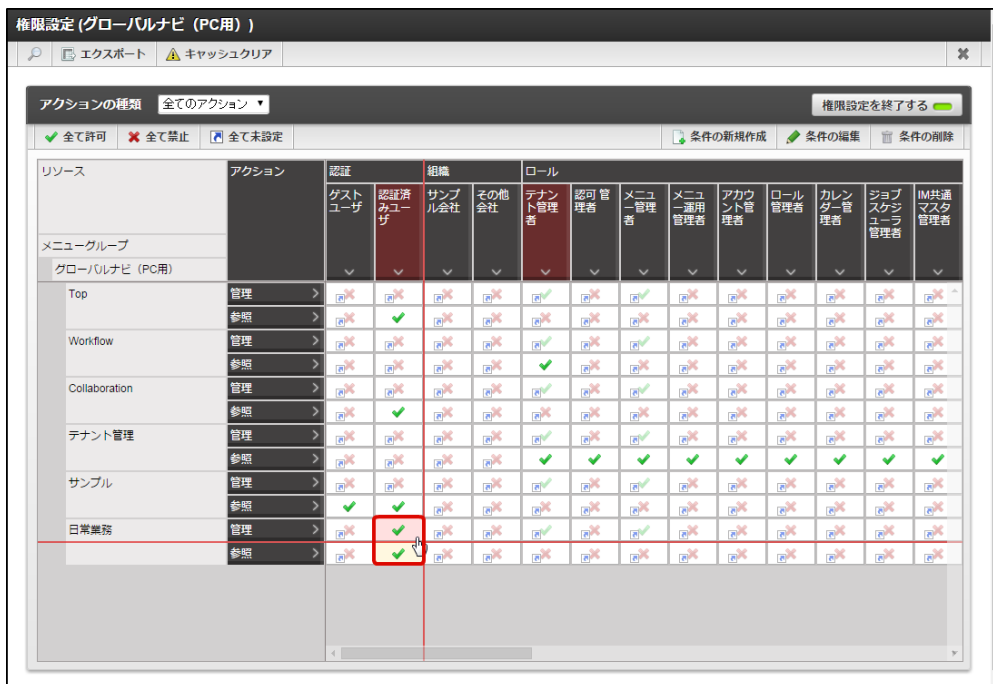 権限設定 (グローバルナビ（PC用）)
エクスポート キャッシュクリア
アクションの種類 全てのアクション 権限設定を終了する
全て許可 全て禁止 全て未設定 条件の新規作成 条件の編集 条件の削除
リソース アクション 認証 組織 ロール
ゲストユーザ 認証済みユーザ サンプル会社 その他会社 テナント管理者 認可 管理者 メニュー管理者 メニュー運用管理者 アカウント管理者 ロール管理者 カレンダー管理者 ジョブスケジューラ管理者 IM共通マスタ管理者
メニューグループ
グローバルナビ（PC用）
Top 管理
参照
Workflow 管理
参照
Collaboration 管理
参照
テナント管理 管理
参照
サンプル 管理
参照
日常業務 管理
参照